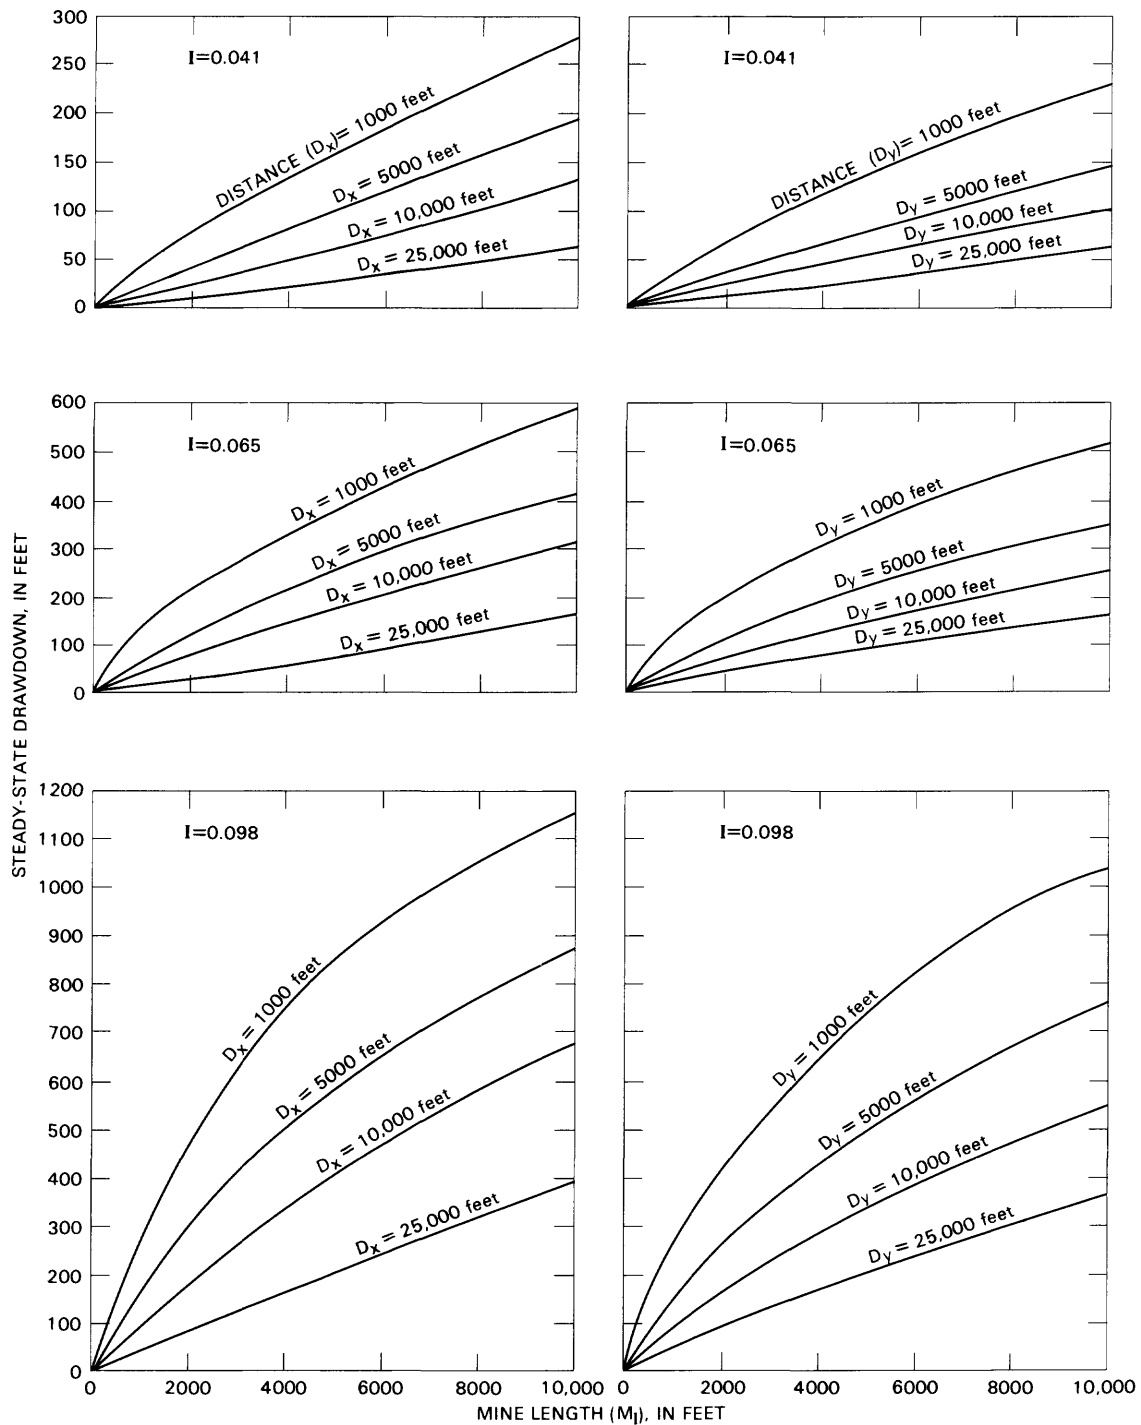 STEADY-STATE DRAWDOWN, IN FEET
300
250
200
150
100
50
0
I=0.041
DISTANCE (Dx)= 1000 feet
Dx = 5000 feet
Dx = 10,000 feet
Dx = 25,000 feet
I=0.041
DISTANCE (Dy)= 1000 feet
Dy = 5000 feet
Dy = 10,000 feet
Dy = 25,000 feet
600
500
400
300
200
100
0
I=0.065
Dx = 1000 feet
Dx = 5000 feet
Dx = 10,000 feet
Dx = 25,000 feet
I=0.065
Dy = 1000 feet
Dy = 5000 feet
Dy = 10,000 feet
Dy = 25,000 feet
1200
1100
1000
900
800
700
600
500
400
300
200
100
0
I=0.098
Dx = 1000 feet
Dx = 5000 feet
Dx = 10,000 feet
Dx = 25,000 feet
I=0.098
Dy = 1000 feet
Dy = 5000 feet
Dy = 10,000 feet
Dy = 25,000 feet
0 2000 4000 6000 8000 10,000
0 2000 4000 6000 8000 10,000
MINE LENGTH (Ml), IN FEET